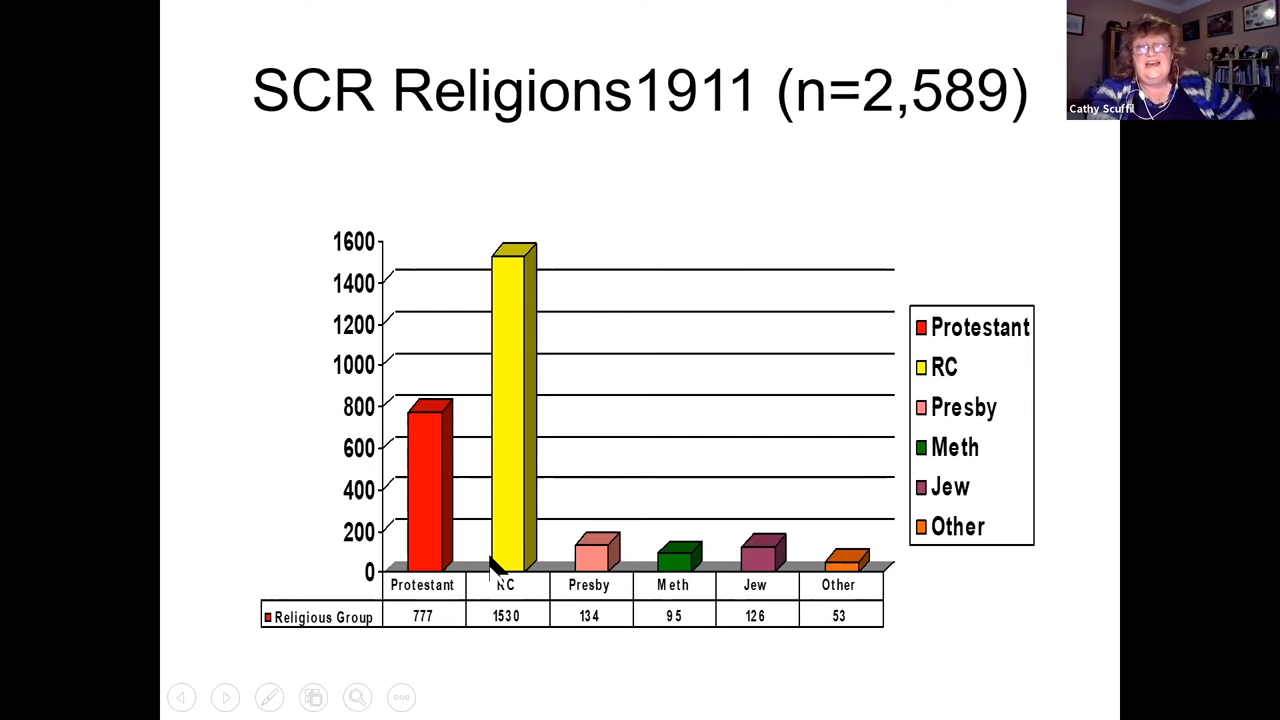 SCR Religions1911 (n=2,589)
Cathy Scuffil
1600
1400
1200
1000
800
600
400
200
0
Protestant RC Presby Meth Jew Other
Religious Group 777 1530 134 95 126 53
Protestant
RC
Presby
Meth
Jew
Other